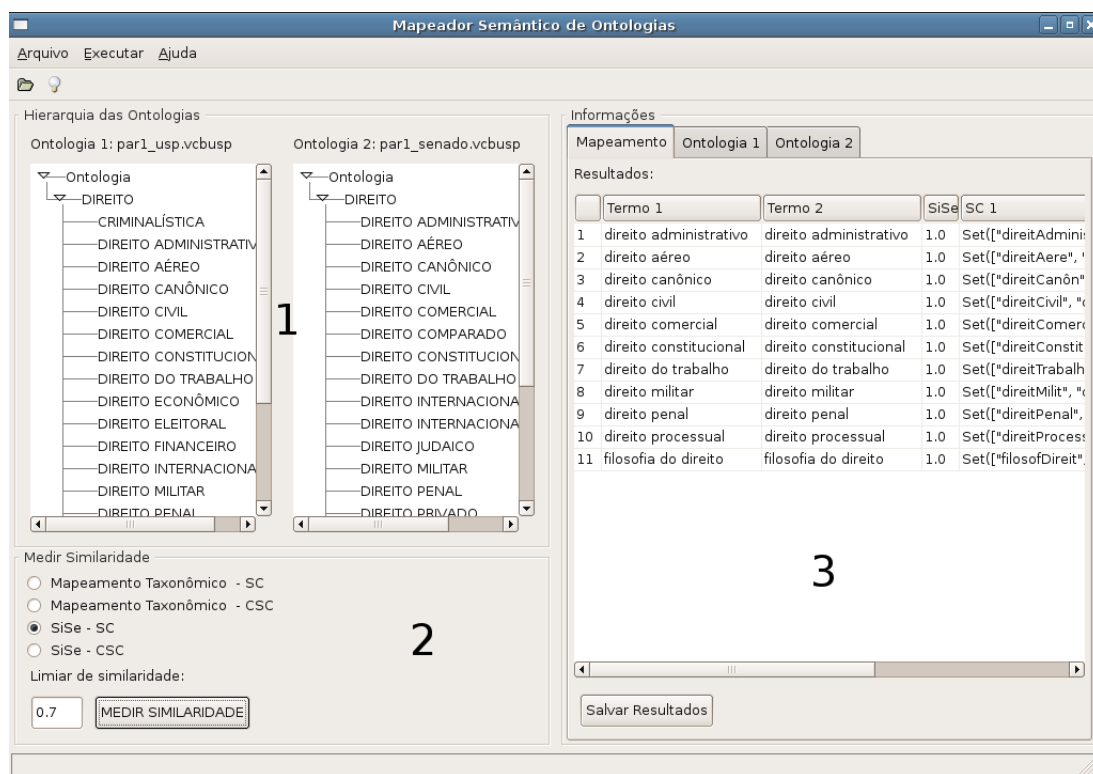 Mapeador Semântico de Ontologias
Arquivo Executar Ajuda
Hierarquia das Ontologias
Ontologia 1: par1_usp.vcbusp
Ontologia
DIREITO
CRIMINALÍSTICA
DIREITO ADMINISTRATIV
DIREITO AÉREO
DIREITO CANÔNICO
DIREITO CIVIL
DIREITO COMERCIAL
DIREITO CONSTITUCION
DIREITO DO TRABALHO
DIREITO ECONÔMICO
DIREITO ELEITORAL
DIREITO FINANCEIRO
DIREITO INTERNACIONA
DIREITO MILITAR
DIREITO PENAL
1
Ontologia 2: par1_senado.vcbusp
Ontologia
DIREITO
DIREITO ADMINISTRATIV
DIREITO AÉREO
DIREITO CANÔNICO
DIREITO CIVIL
DIREITO COMERCIAL
DIREITO COMPARADO
DIREITO CONSTITUCION
DIREITO DO TRABALHO
DIREITO INTERNACIONA
DIREITO INTERNACIONA
DIREITO JUDAICO
DIREITO MILITAR
DIREITO PENAL
DIREITO PRIVADO
Medir Similaridade
Mapeamento Taxonômico - SC
Mapeamento Taxonômico - CSC
SiSe - SC
SiSe - CSC
2
Limiar de similaridade:
0.7 MEDIR SIMILARIDADE
Informações
Mapeamento Ontologia 1 Ontologia 2
Resultados:
Termo 1 Termo 2 SiSe SC 1
1 direito administrativo direito administrativo 1.0 Set(["direitAdminis
2 direito aéreo direito aéreo 1.0 Set(["direitAere", "
3 direito canônico direito canônico 1.0 Set(["direitCanôn"
4 direito civil direito civil 1.0 Set(["direitCivil", "d
5 direito comercial direito comercial 1.0 Set(["direitComerc
6 direito constitucional direito constitucional 1.0 Set(["direitConstit
7 direito do trabalho direito do trabalho 1.0 Set(["direitTrabalh
8 direito militar direito militar 1.0 Set(["direitMilit", "d
9 direito penal direito penal 1.0 Set(["direitPenal",
10 direito processual direito processual 1.0 Set(["direitProcess
11 filosofia do direito filosofia do direito 1.0 Set(["filosofDireit",
3
Salvar Resultados